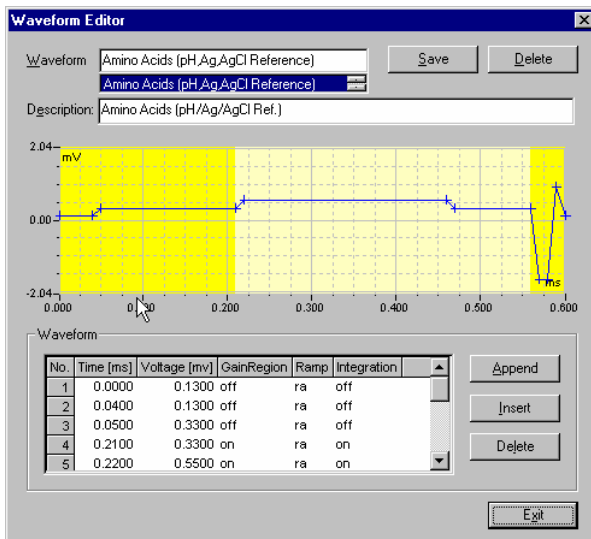 Waveform Editor
Waveform Amino Acids (pH,Ag,AgCl Reference) Save Delete
Amino Acids (pH,Ag,AgCl Reference)
Description: Amino Acids (pH/Ag/AgCl Ref.)
2.04
mV
0.00
-2.04
ms
0.000 0.100 0.200 0.300 0.400 0.500 0.600
Waveform
No. Time [ms] Voltage [mv] GainRegion Ramp Integration
1 0.0000 0.1300 off ra off
2 0.0400 0.1300 off ra off
3 0.0500 0.3300 off ra off
4 0.2100 0.3300 on ra on
5 0.2200 0.5500 on ra on
Append
Insert
Delete
Exit